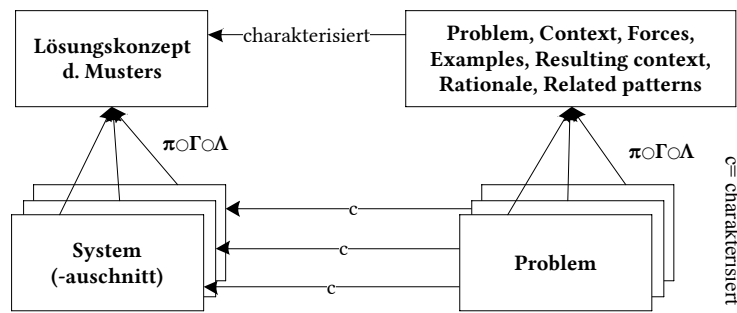 Lösungskonzept
d. Musters
charakterisiert
Problem, Context, Forces,
Examples, Resulting context,
Rationale, Related patterns
π○Γ○Λ
π○Γ○Λ
c= charakterisiert
c
c
c
System
(-auschnitt)
Problem